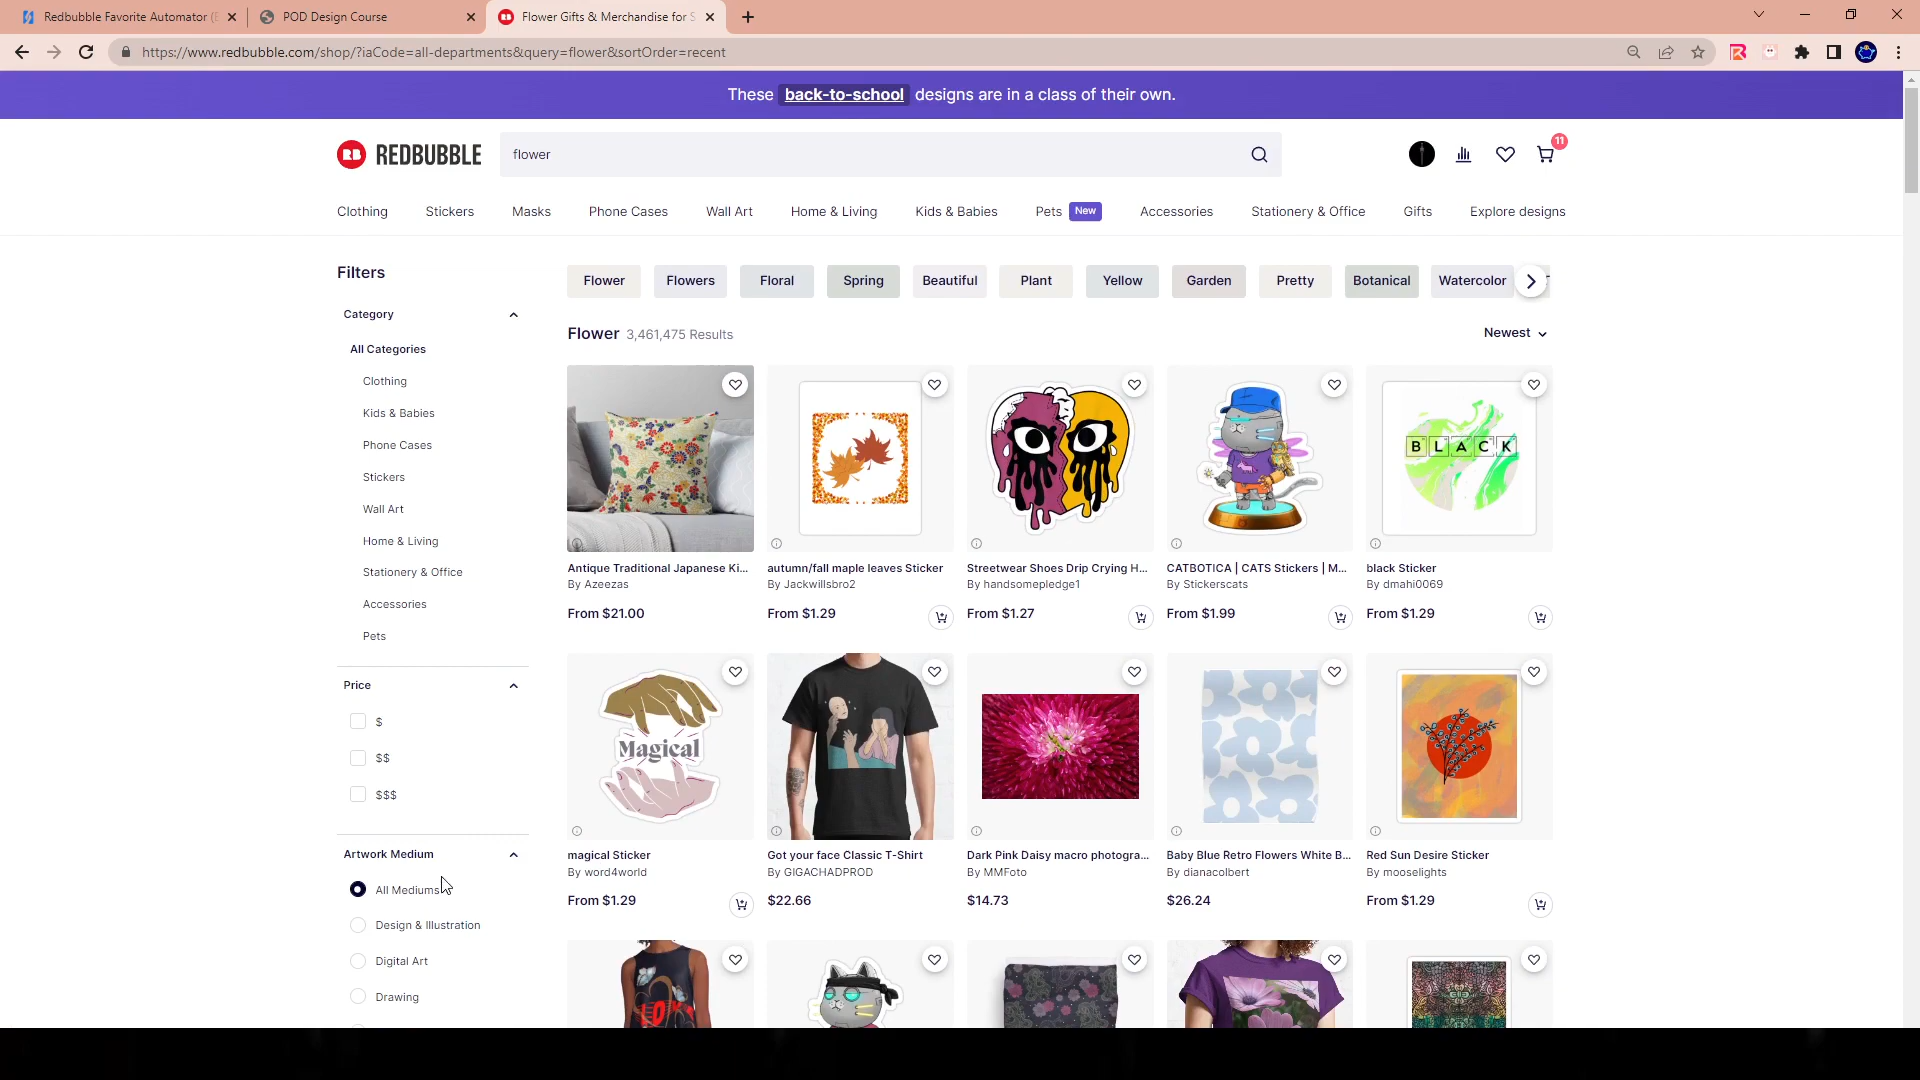 Redbubble Favorite Automator (
POD Design Course
Flower Gifts & Merchandise for S
https://www.redbubble.com/shop/?iaCode=all-departments&query=flower&sortOrder=recent
These back-to-school designs are in a class of their own.
RB REDBUBBLE
flower
11
Clothing Stickers Masks Phone Cases Wall Art Home & Living Kids & Babies Pets New Accessories Stationery & Office Gifts Explore designs
Filters
Category
All Categories
Clothing
Kids & Babies
Phone Cases
Stickers
Wall Art
Home & Living
Stationery & Office
Accessories
Pets
Price
$
$$
$$$
Artwork Medium
All Mediums
Design & Illustration
Digital Art
Drawing
Flower Flowers Floral Spring Beautiful Plant Yellow Garden Pretty Botanical Watercolor
Flower 3,461,475 Results
Newest
BLACK
Antique Traditional Japanese Ki...
By Azeezas
From $21.00
autumn/fall maple leaves Sticker
By Jackwillsbro2
From $1.29
Streetwear Shoes Drip Crying H...
By handsomepledge1
From $1.27
CATBOTICA | CATS Stickers | M...
By Stickerscats
From $1.99
black Sticker
By dmahi0069
From $1.29
Magical
magical Sticker
By word4world
From $1.29
Got your face Classic T-Shirt
By GIGACHADPROD
$22.66
Dark Pink Daisy macro photogra...
By MMFoto
$14.73
Baby Blue Retro Flowers White B...
By dianacolbert
$26.24
Red Sun Desire Sticker
By mooselights
From $1.29